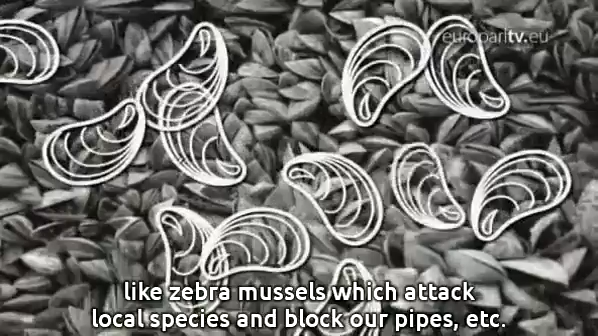 europarltv.eu
like zebra mussels which attack
local species and block our pipes, etc.